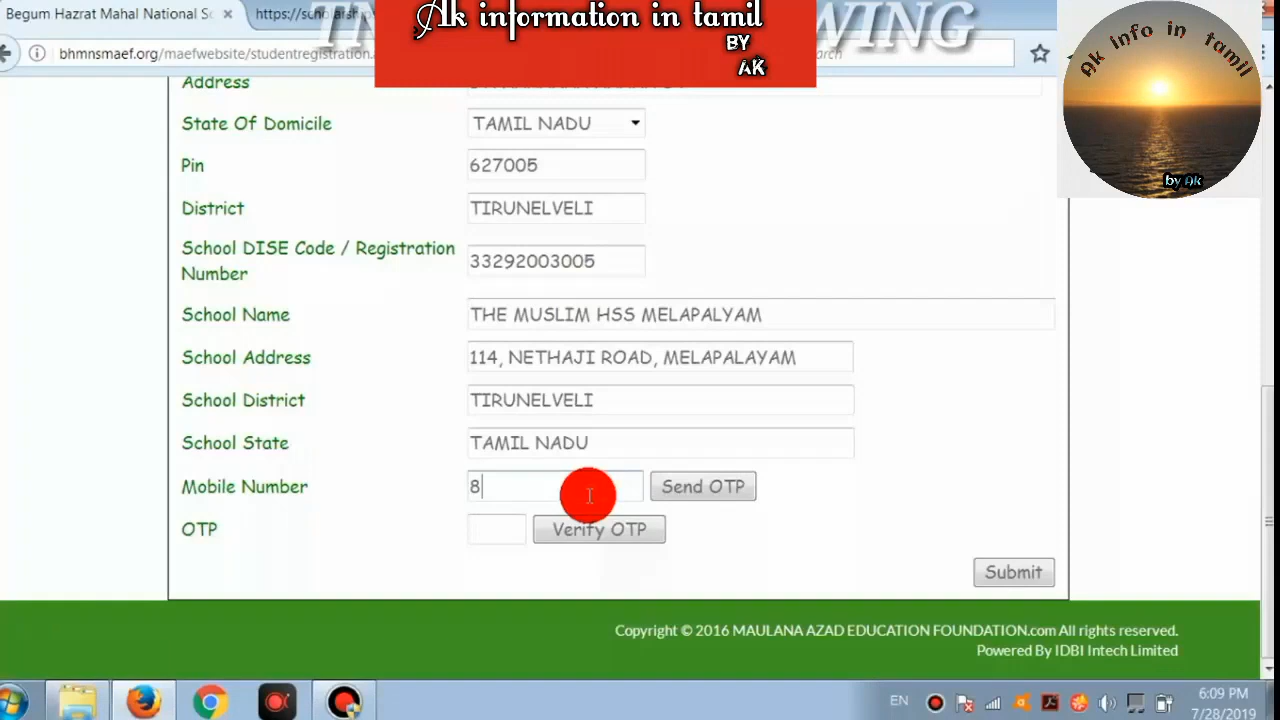 Begum Hazrat Mahal National Sc
https://scholarship
Ak information in tamil
BY
AK
bhmnsmaef.org/maefwebsite/studentregistration.a
Ak info in tamil
by Ak
Address
State Of Domicile TAMIL NADU
Pin 627005
District TIRUNELVELI
School DISE Code / Registration
Number 33292003005
School Name THE MUSLIM HSS MELAPALYAM
School Address 114, NETHAJI ROAD, MELAPALAYAM
School District TIRUNELVELI
School State TAMIL NADU
Mobile Number 8 Send OTP
OTP Verify OTP
Submit
Copyright © 2016 MAULANA AZAD EDUCATION FOUNDATION.com All rights reserved.
Powered By IDBI Intech Limited
EN
6:09 PM
7/28/2019